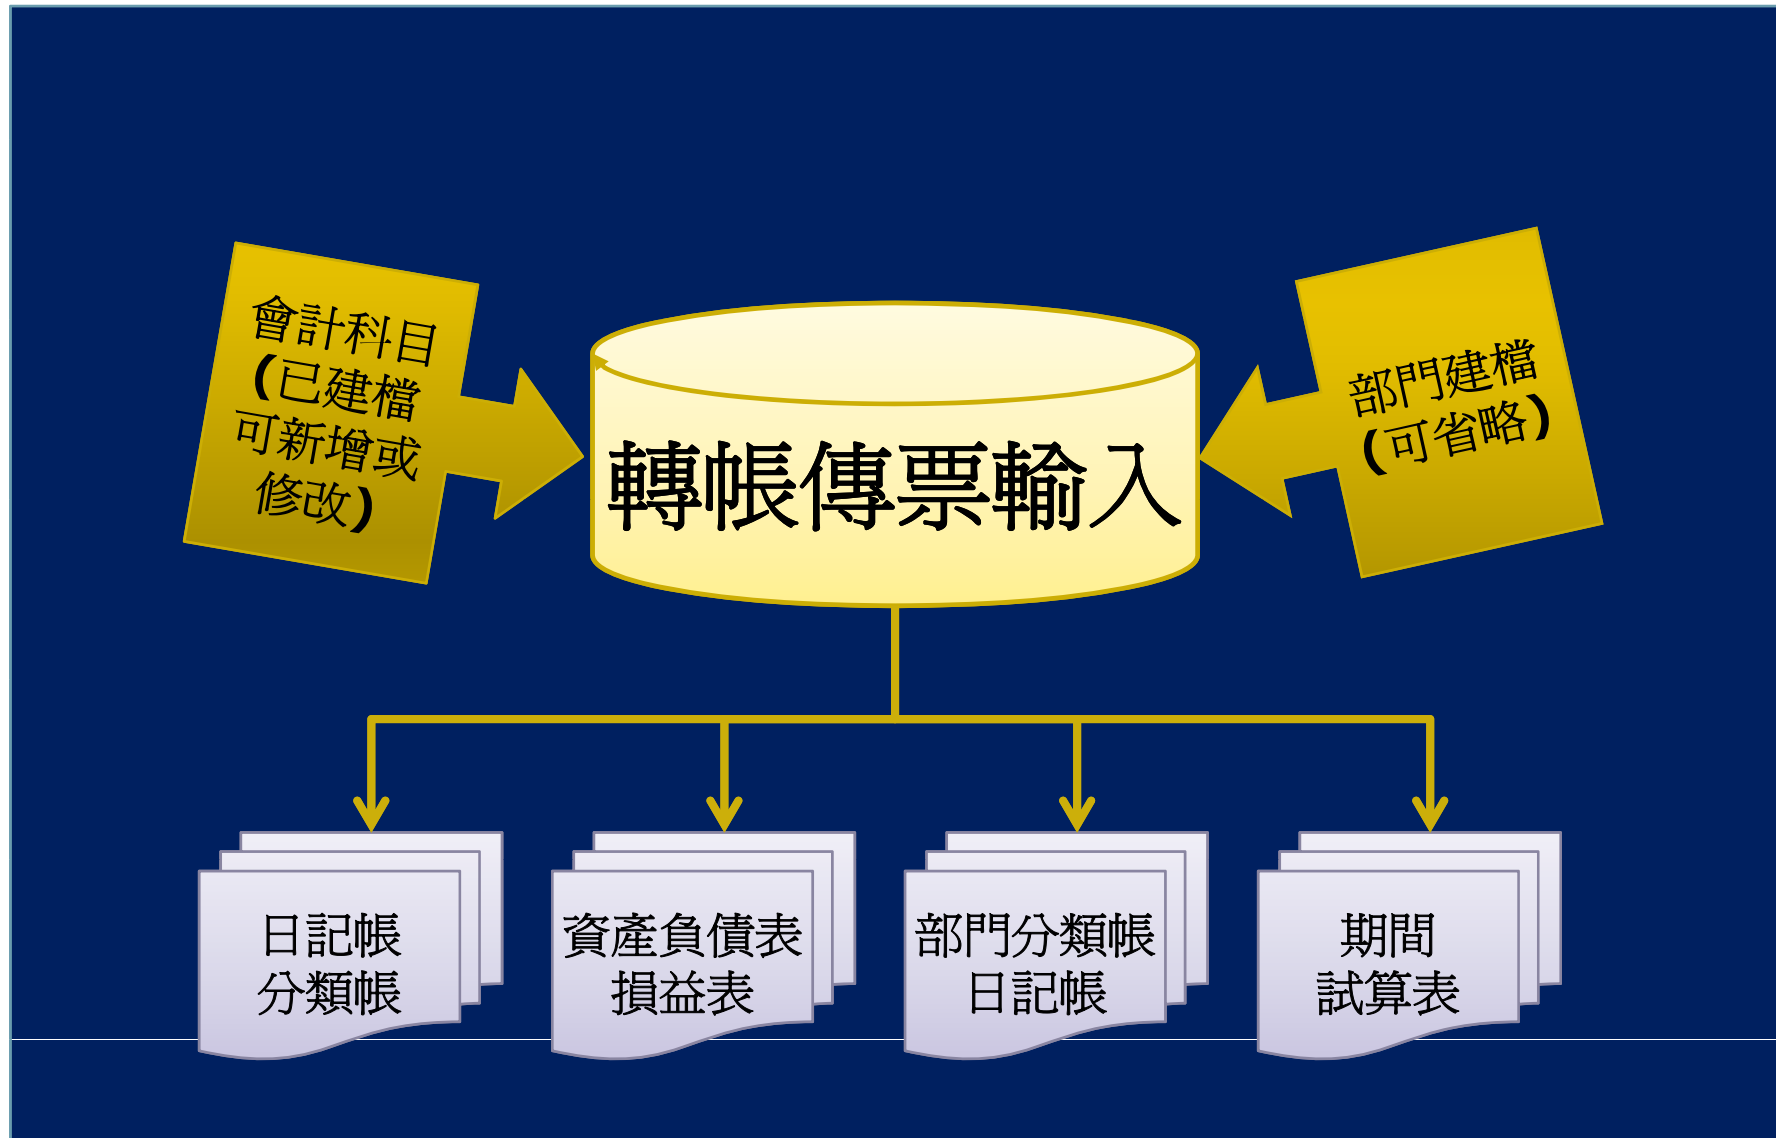 會計科目
(已建檔
可新增或
修改)
轉帳傳票輸入
部門建檔
(可省略)
日記帳
分類帳
資產負債表
損益表
部門分類帳
日記帳
期間
試算表